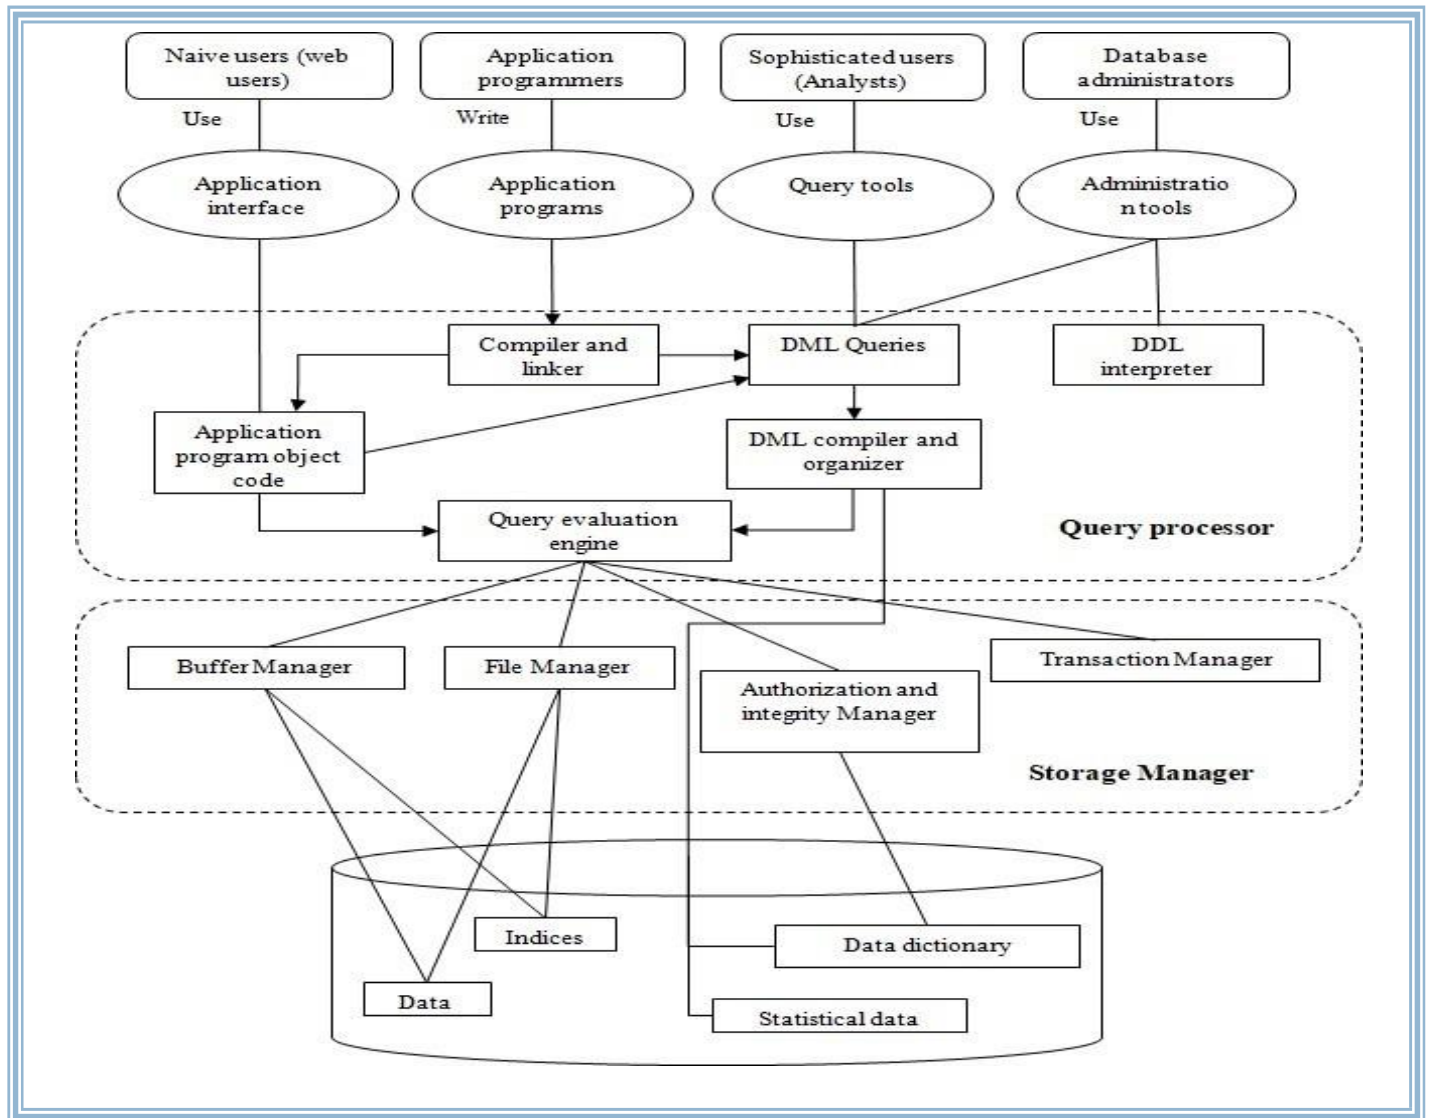 Naive users (web
users)
Application
programmers
Sophisticated users
(Analysts)
Database
administrators
Use
Write
Use
Use
Application
interface
Application
programs
Query tools
Administratio
n tools
Compiler and
linker
DML Queries
DDL
interpreter
Application
program object
code
DML compiler and
organizer
Query evaluation
engine
Query processor
Buffer Manager
File Manager
Authorization and
integrity Manager
Transaction Manager
Storage Manager
Indices
Data dictionary
Data
Statistical data